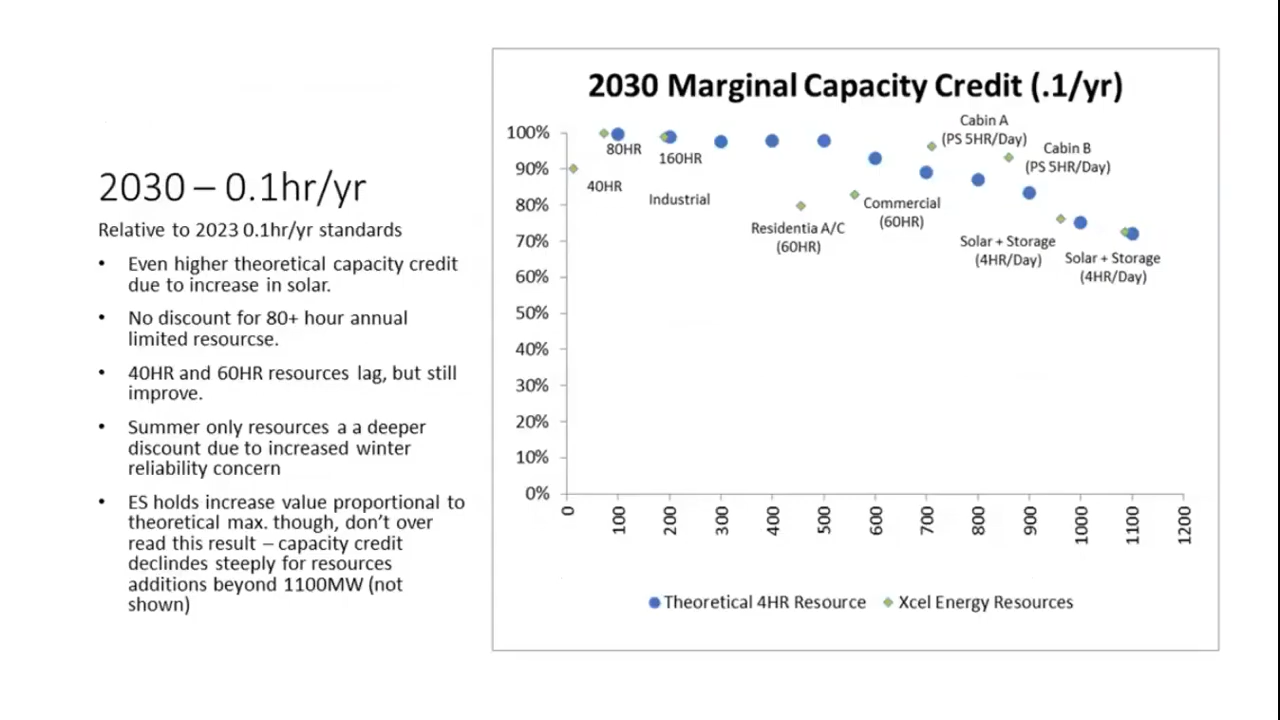 2030 – 0.1hr/yr
Relative to 2023 0.1hr/yr standards
• Even higher theoretical capacity credit
due to increase in solar.
• No discount for 80+ hour annual
limited resourcse.
• 40HR and 60HR resources lag, but still
improve.
• Summer only resources a a deeper
discount due to increased winter
reliability concern
• ES holds increase value proportional to
theoretical max. though, don’t over
read this result – capacity credit
declindes steeply for resources
additions beyond 1100MW (not
shown)
2030 Marginal Capacity Credit (.1/yr)
100%
90%
80%
70%
60%
50%
40%
30%
20%
10%
0%
40HR
80HR
160HR
Industrial
Residentia A/C
(60HR)
Commercial
(60HR)
Cabin A
(PS 5HR/Day)
Cabin B
(PS 5HR/Day)
Solar + Storage
(4HR/Day)
Solar + Storage
(4HR/Day)
0
100
200
300
400
500
600
700
800
900
1000
1100
1200
Theoretical 4HR Resource
Xcel Energy Resources